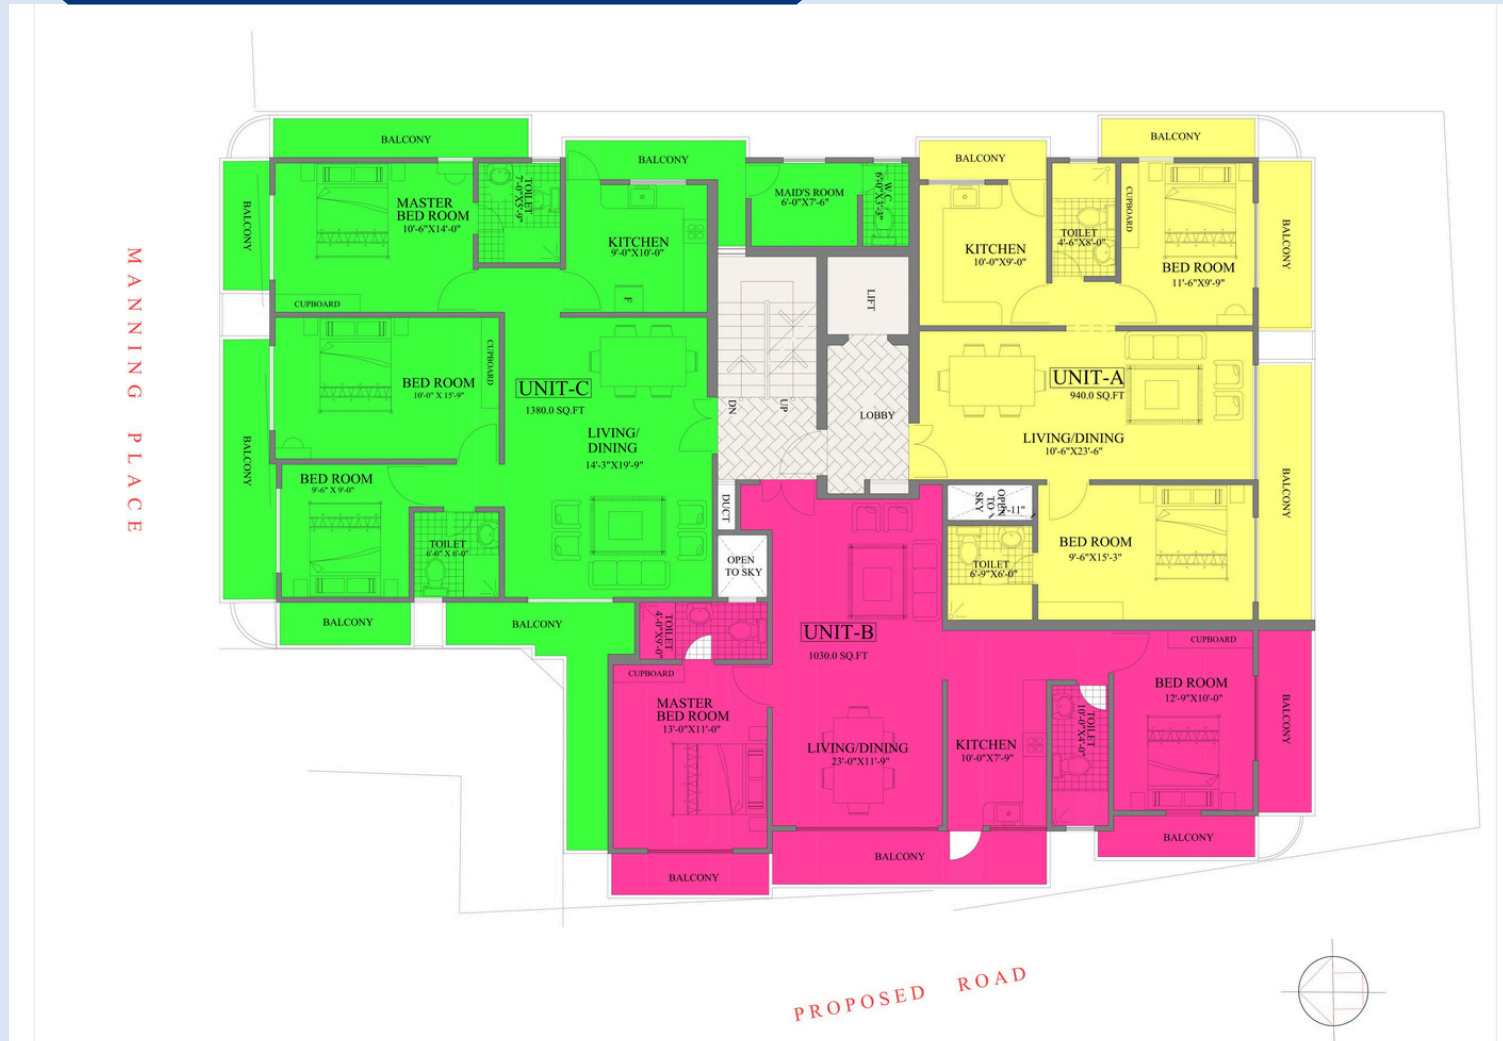 BALCONY
BALCONY
MASTER
BED ROOM
10'-6"X14'-0"
CUPBOARD
TOILET
7'-0"X5'-9"
BALCONY
KITCHEN
9'-0"X10'-0"
F
MAID'S ROOM
6'-0"X7'-6"
W.C.
6'-0"X3'-3"
BALCONY
KITCHEN
10'-0"X9'-0"
TOILET
4'-6"X8'-0"
BALCONY
CUPBOARD
BED ROOM
11'-6"X9'-9"
BALCONY
MANNING PLACE
BALCONY
BED ROOM
10'-0" X 15'-9"
CUPBOARD
UNIT-C
1380.0 SQ.FT
LIVING/
DINING
14'-3"X19'-9"
DN
UP
LIFT
LOBBY
UNIT-A
940.0 SQ.FT
LIVING/DINING
10'-6"X23'-6"
BALCONY
BED ROOM
9'-6" X 9'-0"
TOILET
6'-0" X 6'-0"
DUCT
OPEN
TO SKY
OPEN
TO
SKY
BED ROOM
9'-6"X15'-3"
TOILET
6'-9"X6'-0"
BALCONY
BALCONY
TOILET
4'-0"X9'-0"
UNIT-B
1030.0 SQ.FT
CUPBOARD
MASTER
BED ROOM
13'-0"X11'-0"
LIVING/DINING
23'-0"X11'-9"
KITCHEN
10'-0"X7'-9"
TOILET
10'-0"X4'-0"
CUPBOARD
BED ROOM
12'-9"X10'-0"
BALCONY
BALCONY
BALCONY
BALCONY
PROPOSED ROAD